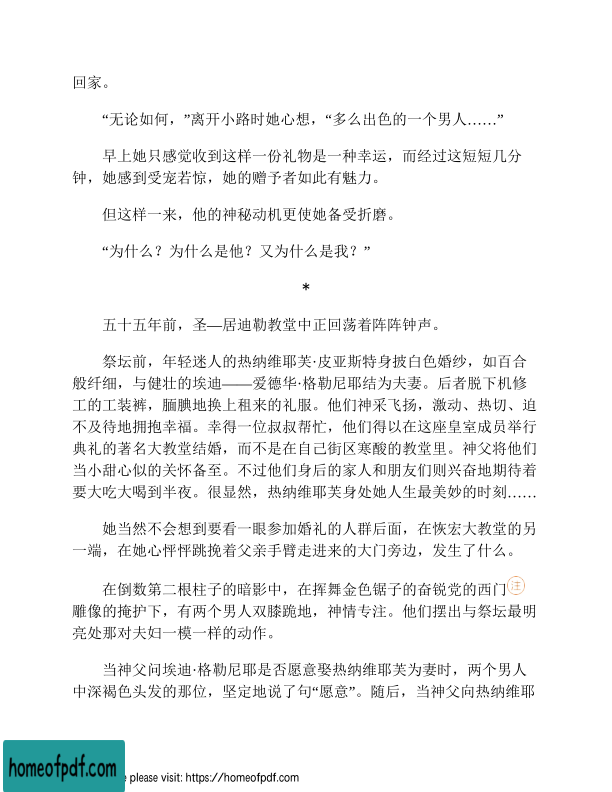 回家。
“无论如何，”离开小路时她心想，“多么出色的一个男人……”
早上她只感觉收到这样一份礼物是一种幸运，而经过这短短几分
钟，她感到受宠若惊，她的赠予者如此有魅力。
但这样一来，他的神秘动机更使她备受折磨。
“为什么？为什么是他？又为什么是我？”
*
五十五年前，圣—居迪勒教堂中正回荡着阵阵钟声。
祭坛前，年轻迷人的热纳维耶芙·皮亚斯特身披白色婚纱，如百合
般纤细，与健壮的埃迪——爱德华·格勒尼耶结为夫妻。后者脱下机修
工的工装裤，腼腆地换上租来的礼服。他们神采飞扬，激动、热切、迫
不及待地拥抱幸福。幸得一位叔叔帮忙，他们得以在这座皇室成员举行
典礼的著名大教堂结婚，而不是在自己街区寒酸的教堂里。神父将他们
当小甜心似的关怀备至。不过他们身后的家人和朋友们则兴奋地期待着
要大吃大喝到半夜。很显然，热纳维耶芙身处她人生最美妙的时刻……
她当然不会想到要看一眼参加婚礼的人群后面，在恢宏大教堂的另
一端，在她心怦怦跳挽着父亲手臂走进来的大门旁边，发生了什么。
在倒数第二根柱子的暗影中，在挥舞金色锯子的奋锐党的西门注
雕像的掩护下，有两个男人双膝跪地，神情专注。他们摆出与祭坛最明
亮处那对夫妇一模一样的动作。
当神父问埃迪·格勒尼耶是否愿意娶热纳维耶芙为妻时，两个男人
中深褐色头发的那位，坚定地说了句“愿意”。随后，当神父向热纳维耶
homeofpdf.com
e please visit: https://homeofpdf.com